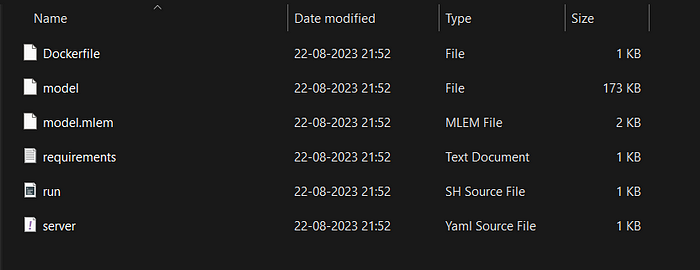 Name Date modified Type Size
Dockerfile 22-08-2023 21:52 File 1 KB
model 22-08-2023 21:52 File 173 KB
model.mlem 22-08-2023 21:52 MLEM File 2 KB
requirements 22-08-2023 21:52 Text Document 1 KB
run 22-08-2023 21:52 SH Source File 1 KB
server 22-08-2023 21:52 Yaml Source File 1 KB